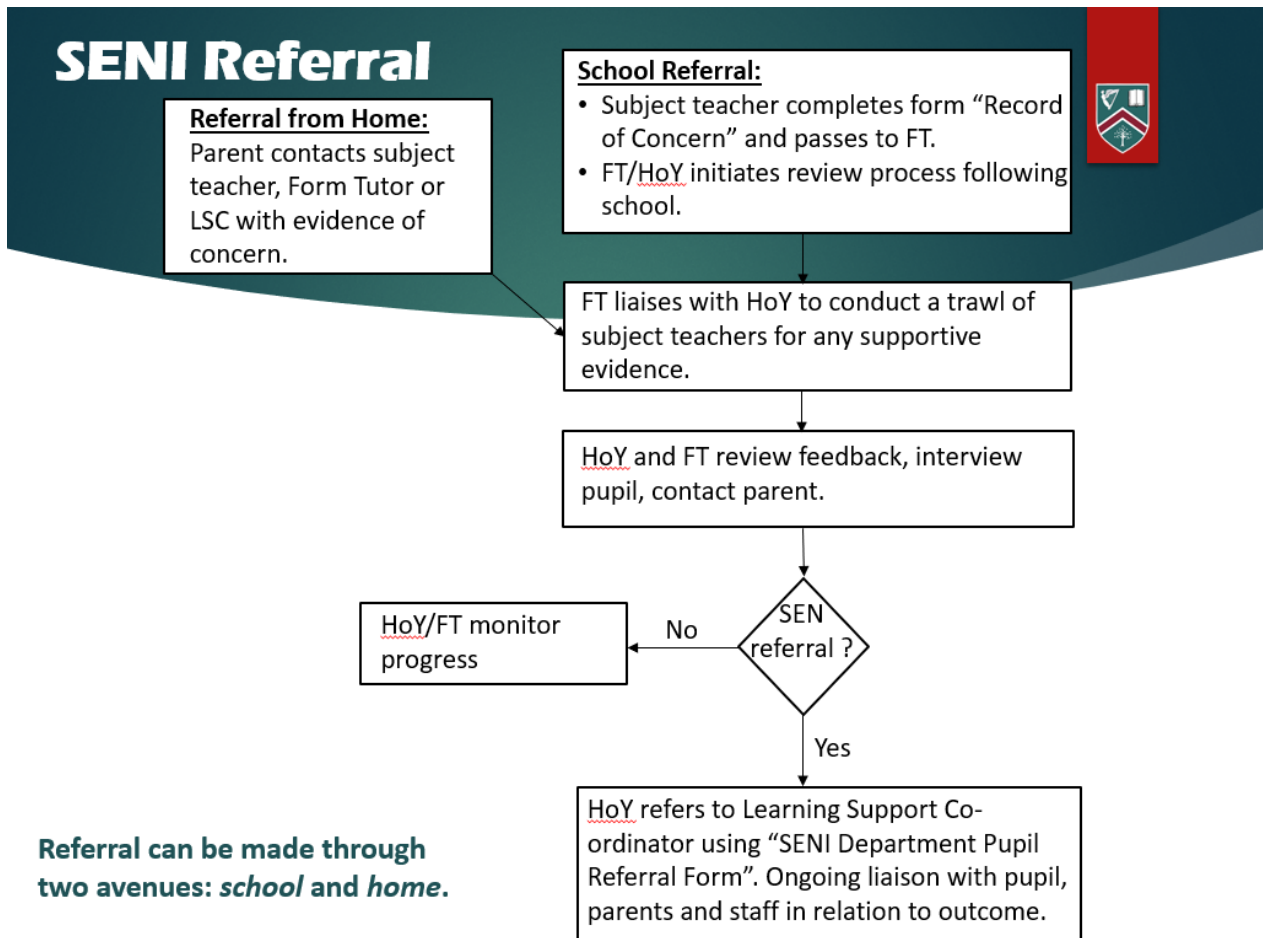 SENI Referral
Referral from Home:
Parent contacts subject
teacher, Form Tutor or
LSC with evidence of
concern.
School Referral:
• Subject teacher completes form “Record
of Concern” and passes to FT.
• FT/HoY initiates review process following
school.
FT liaises with HoY to conduct a trawl of
subject teachers for any supportive
evidence.
HoY and FT review feedback, interview
pupil, contact parent.
SEN
referral ?
No
HoY/FT monitor
progress
Yes
HoY refers to Learning Support Co-
ordinator using “SENI Department Pupil
Referral Form”. Ongoing liaison with pupil,
parents and staff in relation to outcome.
Referral can be made through
two avenues: school and home.